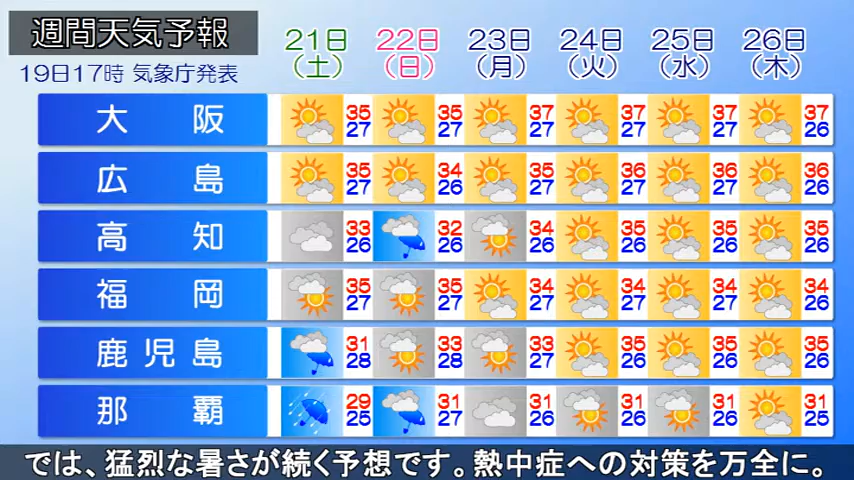 週間天気予報
19日17時 気象庁発表
21日 22日 23日 24日 25日 26日
(土) (日) (月) (火) (水) (木)
大阪 35 27 35 27 37 27 37 27 37 27 37 26
広島 35 27 34 26 35 27 36 27 36 27 36 26
高知 33 26 32 26 34 26 35 26 35 26 35 26
福岡 35 27 35 27 34 27 34 27 34 27 34 26
鹿児島 31 28 33 28 33 27 35 26 35 26 35 26
那覇 29 25 31 27 31 26 31 26 31 26 31 25
では、猛烈な暑さが続く予想です。熱中症への対策を万全に。